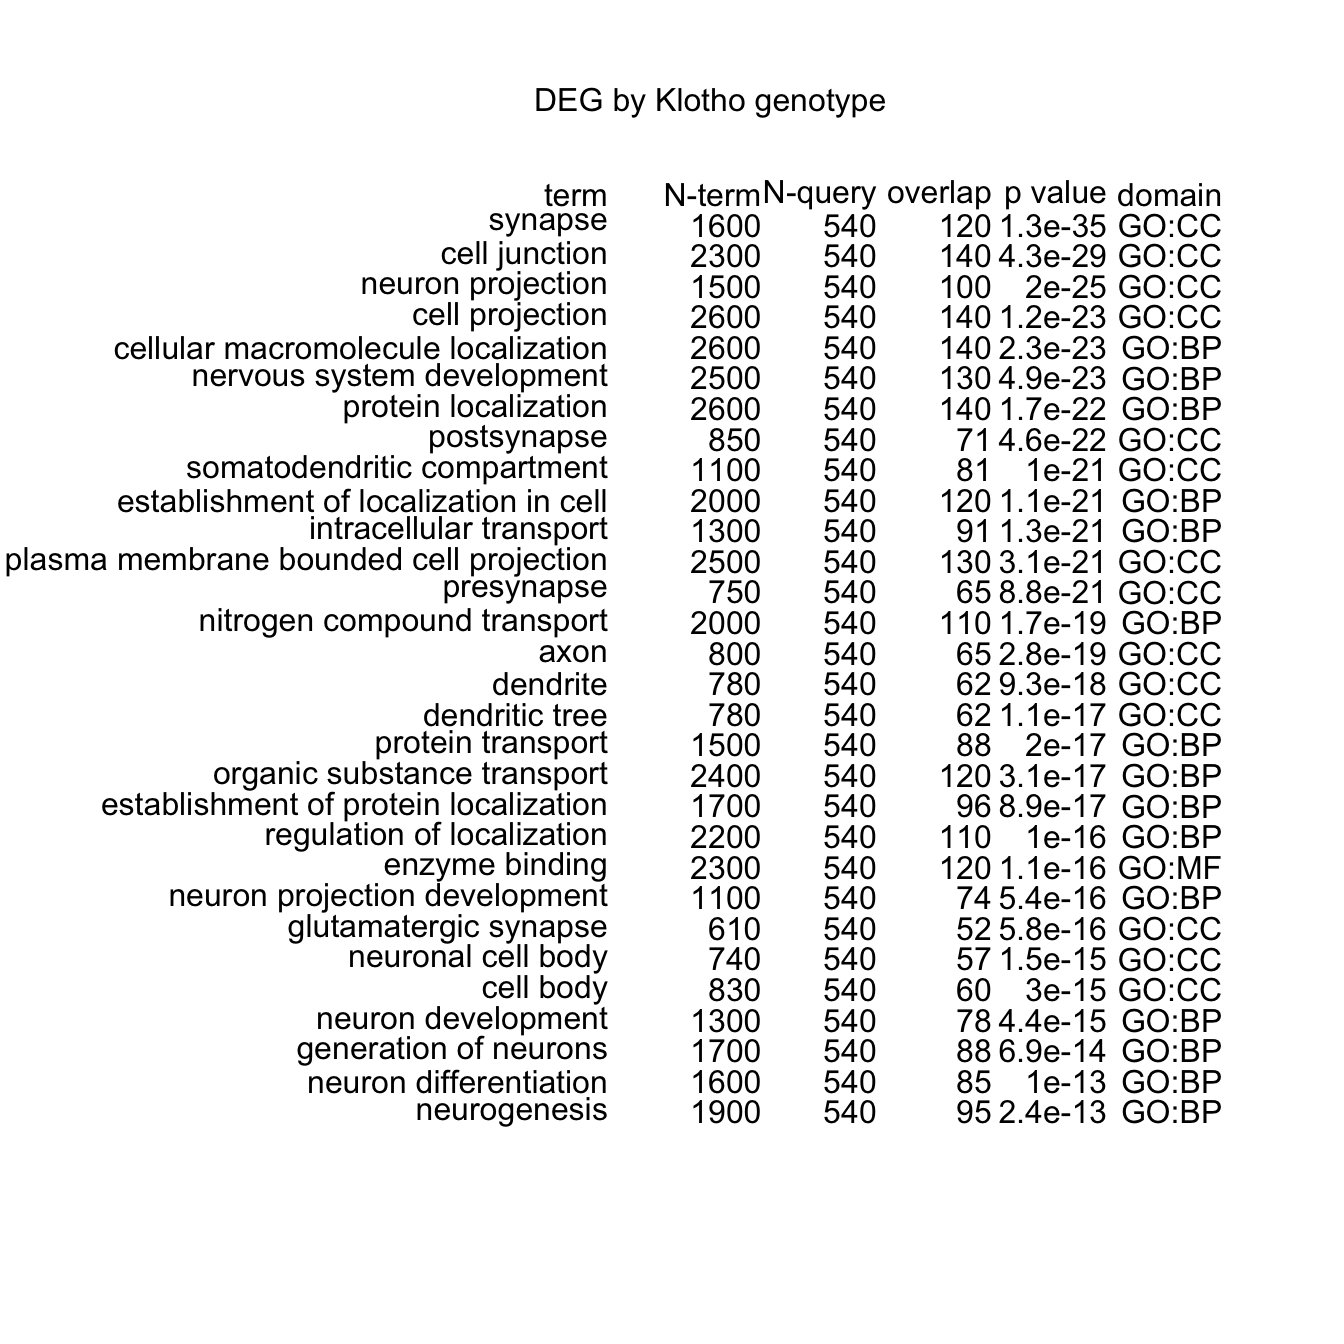 DEG by Klotho genotype
term N-term N-query overlap p value domain
synapse 1600 540 120 1.3e-35 GO:CC
cell junction 2300 540 140 4.3e-29 GO:CC
neuron projection 1500 540 100 2e-25 GO:CC
cell projection 2600 540 140 1.2e-23 GO:CC
cellular macromolecule localization 2600 540 140 2.3e-23 GO:BP
nervous system development 2500 540 130 4.9e-23 GO:BP
protein localization 2600 540 140 1.7e-22 GO:BP
postsynapse 850 540 71 4.6e-22 GO:CC
somatodendritic compartment 1100 540 81 1e-21 GO:CC
establishment of localization in cell 2000 540 120 1.1e-21 GO:BP
intracellular transport 1300 540 91 1.3e-21 GO:BP
plasma membrane bounded cell projection 2500 540 130 3.1e-21 GO:CC
presynapse 750 540 65 8.8e-21 GO:CC
nitrogen compound transport 2000 540 110 1.7e-19 GO:BP
axon 800 540 65 2.8e-19 GO:CC
dendrite 780 540 62 9.3e-18 GO:CC
dendritic tree 780 540 62 1.1e-17 GO:CC
protein transport 1500 540 88 2e-17 GO:BP
organic substance transport 2400 540 120 3.1e-17 GO:BP
establishment of protein localization 1700 540 96 8.9e-17 GO:BP
regulation of localization 2200 540 110 1e-16 GO:BP
enzyme binding 2300 540 120 1.1e-16 GO:MF
neuron projection development 1100 540 74 5.4e-16 GO:BP
glutamatergic synapse 610 540 52 5.8e-16 GO:CC
neuronal cell body 740 540 57 1.5e-15 GO:CC
cell body 830 540 60 3e-15 GO:CC
neuron development 1300 540 78 4.4e-15 GO:BP
generation of neurons 1700 540 88 6.9e-14 GO:BP
neuron differentiation 1600 540 85 1e-13 GO:BP
neurogenesis 1900 540 95 2.4e-13 GO:BP